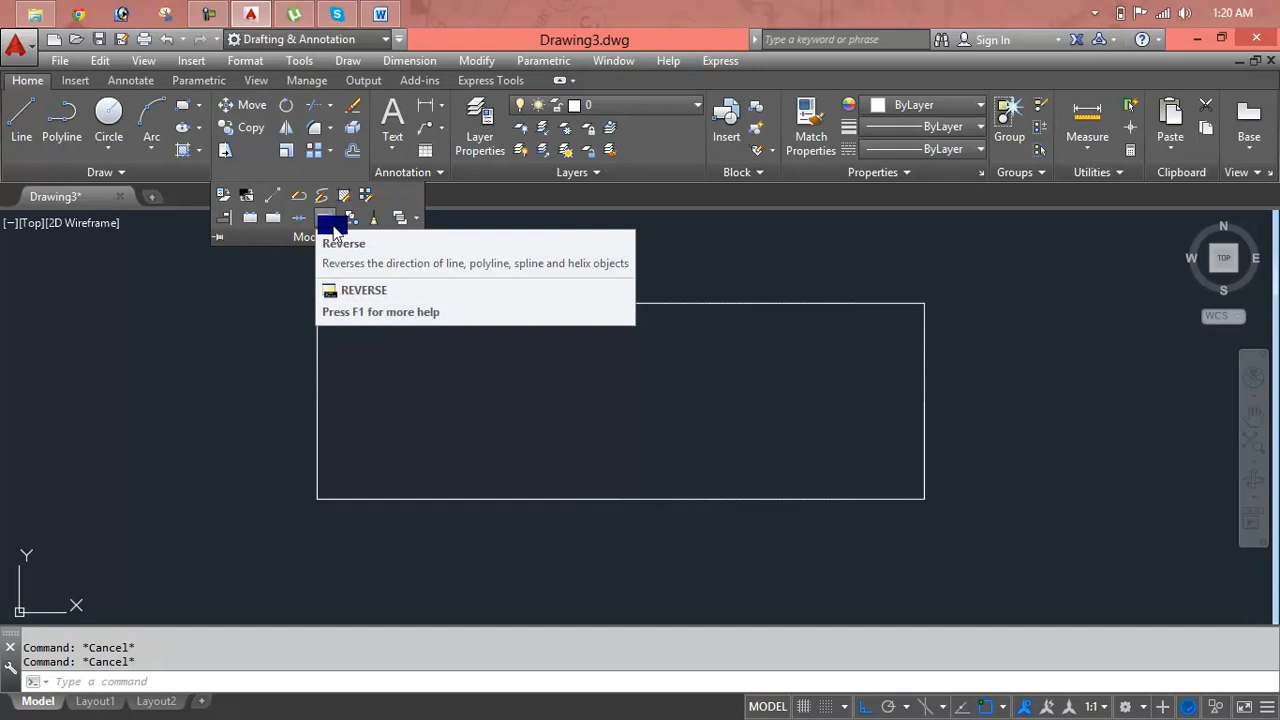 1:20 AM
Drafting & Annotation
Drawing3.dwg
Type a keyword or phrase
Sign In
File Edit View Insert Format Tools Draw Dimension Modify Parametric Window Help Express
Home Insert Annotate Parametric View Manage Output Add-ins Express Tools
Move
0
ByLayer
Copy
ByLayer
Line Polyline Circle Arc Text Layer Properties Insert Match Properties Group Measure Paste Base
ByLayer
Draw Annotation Layers Block Properties Groups Utilities Clipboard View
Drawing3*
[−][Top][2D Wireframe]
Reverse
Reverses the direction of line, polyline, spline and helix objects
REVERSE
Press F1 for more help
N
W TOP E
S
WCS
Y
X
Command: *Cancel*
Command: *Cancel*
Type a command
Model Layout1 Layout2
MODEL 1:1